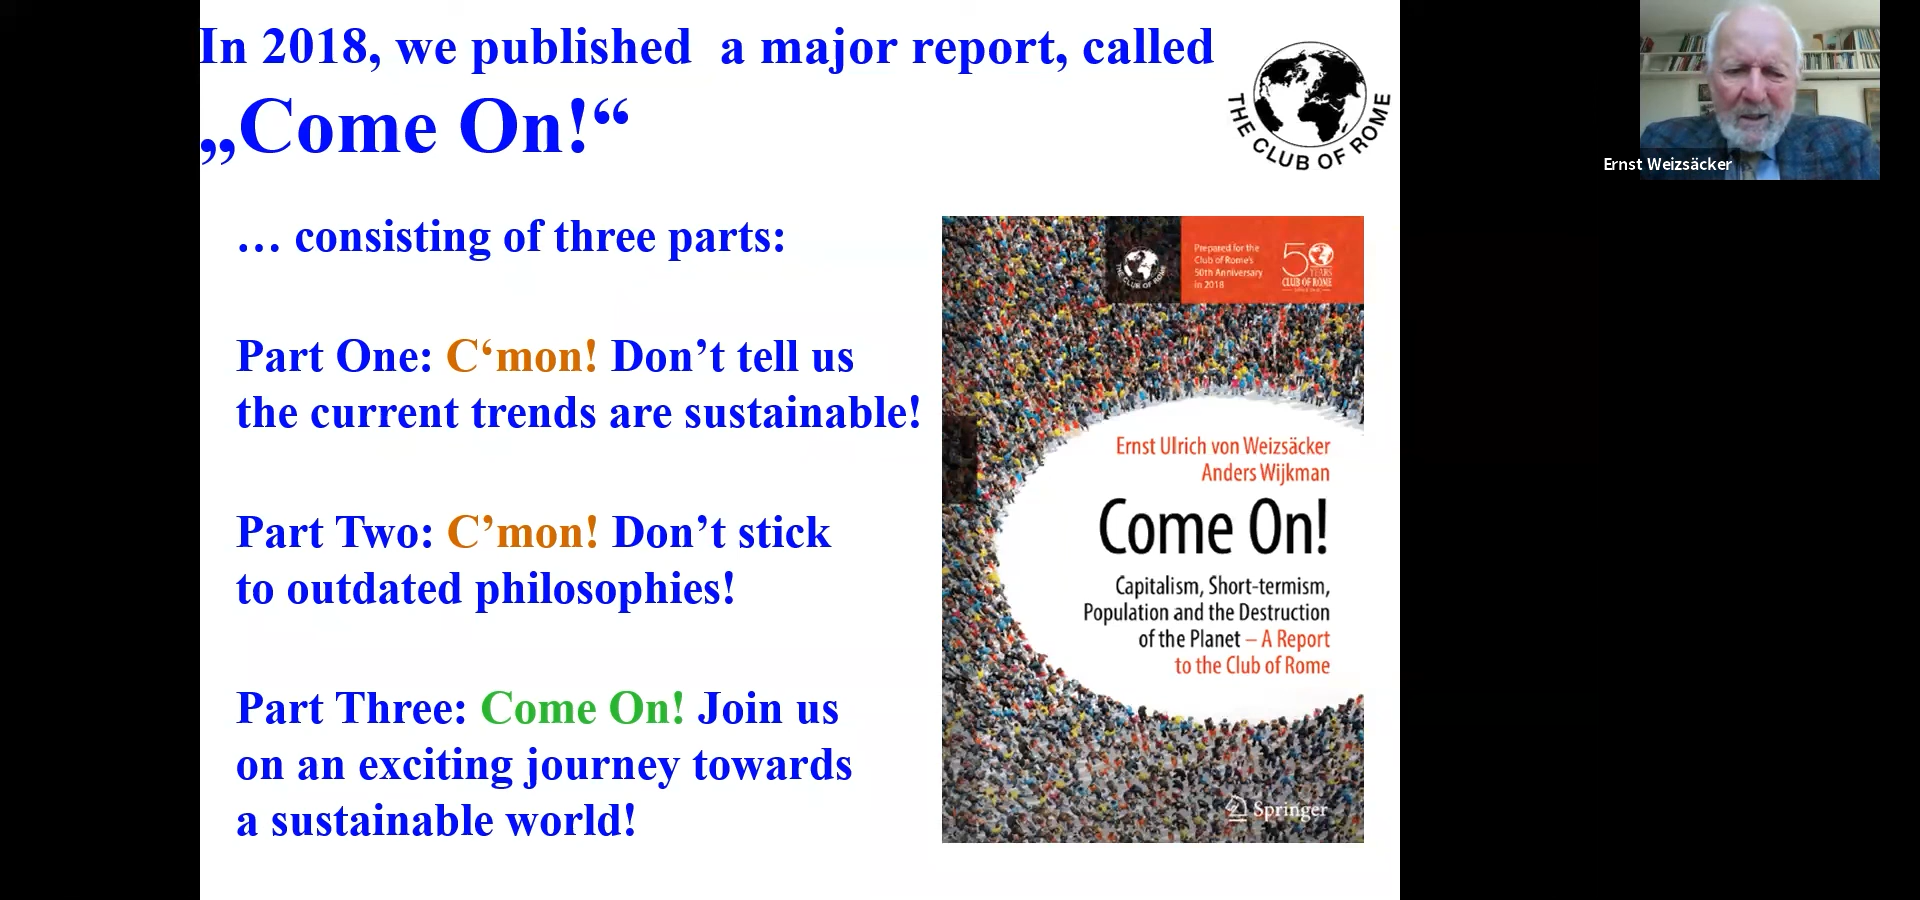 In 2018, we published  a major report, called
„Come On!“
THE CLUB OF ROME
… consisting of three parts:
Part One: C‘mon! Don’t tell us
the current trends are sustainable!
Part Two: C’mon! Don’t stick
to outdated philosophies!
Part Three: Come On! Join us
on an exciting journey towards
a sustainable world!
THE CLUB OF ROME
Prepared for the
Club of Rome's
50th Anniversary
in 2018
50
YEARS
CLUB OF ROME
Ernst Ulrich von Weizsäcker
Anders Wijkman
Come On!
Capitalism, Short-termism,
Population and the Destruction
of the Planet – A Report
to the Club of Rome
Springer
Ernst Weizsäcker